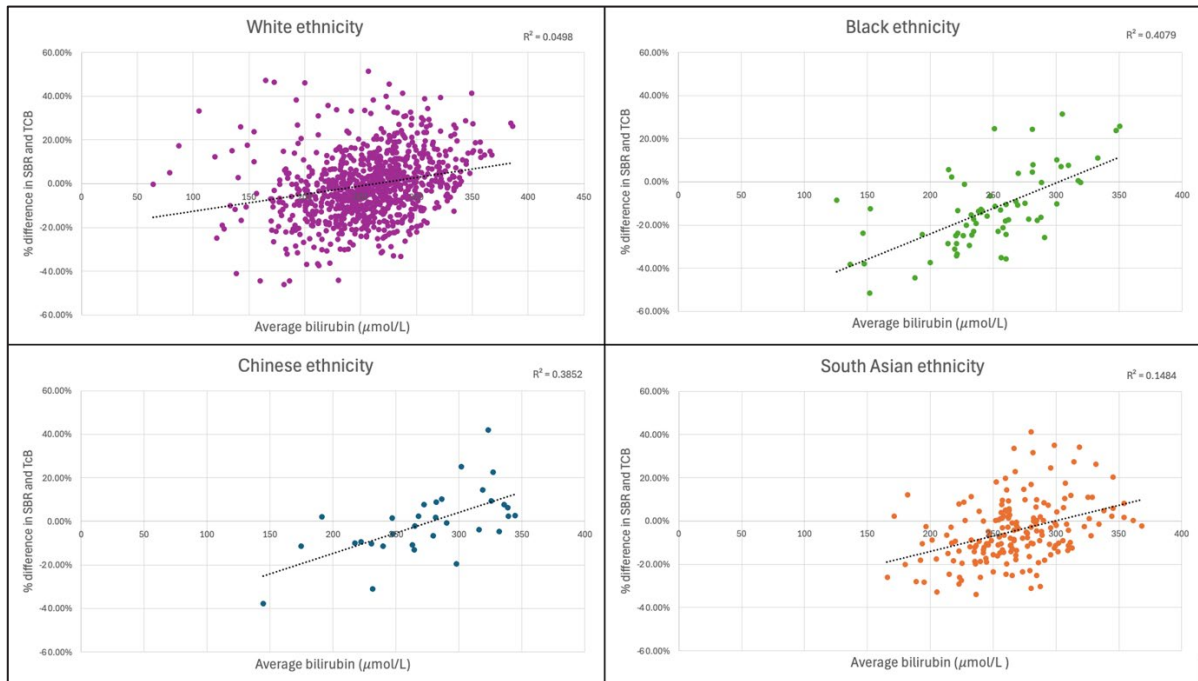 White ethnicity
R² = 0.0498
% difference in SBR and TCB
60.00%
40.00%
20.00%
0.00%
-20.00%
-40.00%
-60.00%
0 50 100 150 200 250 300 350 400 450
Average bilirubin (μmol/L)
Black ethnicity
R² = 0.4079
% difference in SBR and TCB
60.00%
40.00%
20.00%
0.00%
-20.00%
-40.00%
-60.00%
0 50 100 150 200 250 300 350 400
Average bilirubin (μmol/L)
Chinese ethnicity
R² = 0.3852
% difference in SBR and TcB
60.00%
40.00%
20.00%
0.00%
-20.00%
-40.00%
-60.00%
0 50 100 150 200 250 300 350 400
Average bilirubin (μmol/L)
South Asian ethnicity
R² = 0.1484
% difference in SBR and TcB
60.00%
40.00%
20.00%
0.00%
-20.00%
-40.00%
-60.00%
0 50 100 150 200 250 300 350 400
Average bilirubin (μmol/L )